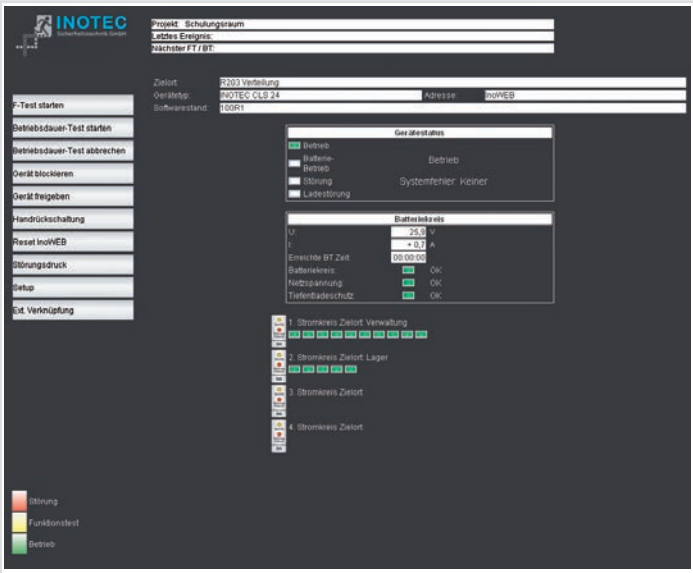 INOTEC
Sicherheitstechnik GmbH
Projekt: Schulungsraum
Letztes Ereignis:
Nächster FT / BT:
Zielort: R203 Verteilung
Gerätetyp: INOTEC CLS 24 Adresse: InoWEB
Softwarestand: 100R1
F-Test starten
Betriebsdauer-Test starten
Betriebsdauer-Test abbrechen
Gerät blockieren
Gerät freigeben
Handrückschaltung
Reset InoWEB
Störungsdruck
Setup
Ext. Verknüpfung
Gerätestatus
Betrieb
Batterie-
Betrieb
Betrieb
Störung
Systemfehler: Keiner
Ladestörung
Batteriekreis
U: 25,9 V
I: + 0,7 A
Erreichte BT Zeit: 00:00:00
Batteriekreis: OK
Netzspannung: OK
Tiefentladeschutz: OK
1. Stromkreis Zielort: Verwaltung
2. Stromkreis Zielort: Lager
3. Stromkreis Zielort:
4. Stromkreis Zielort:
Störung
Funktionstest
Betrieb